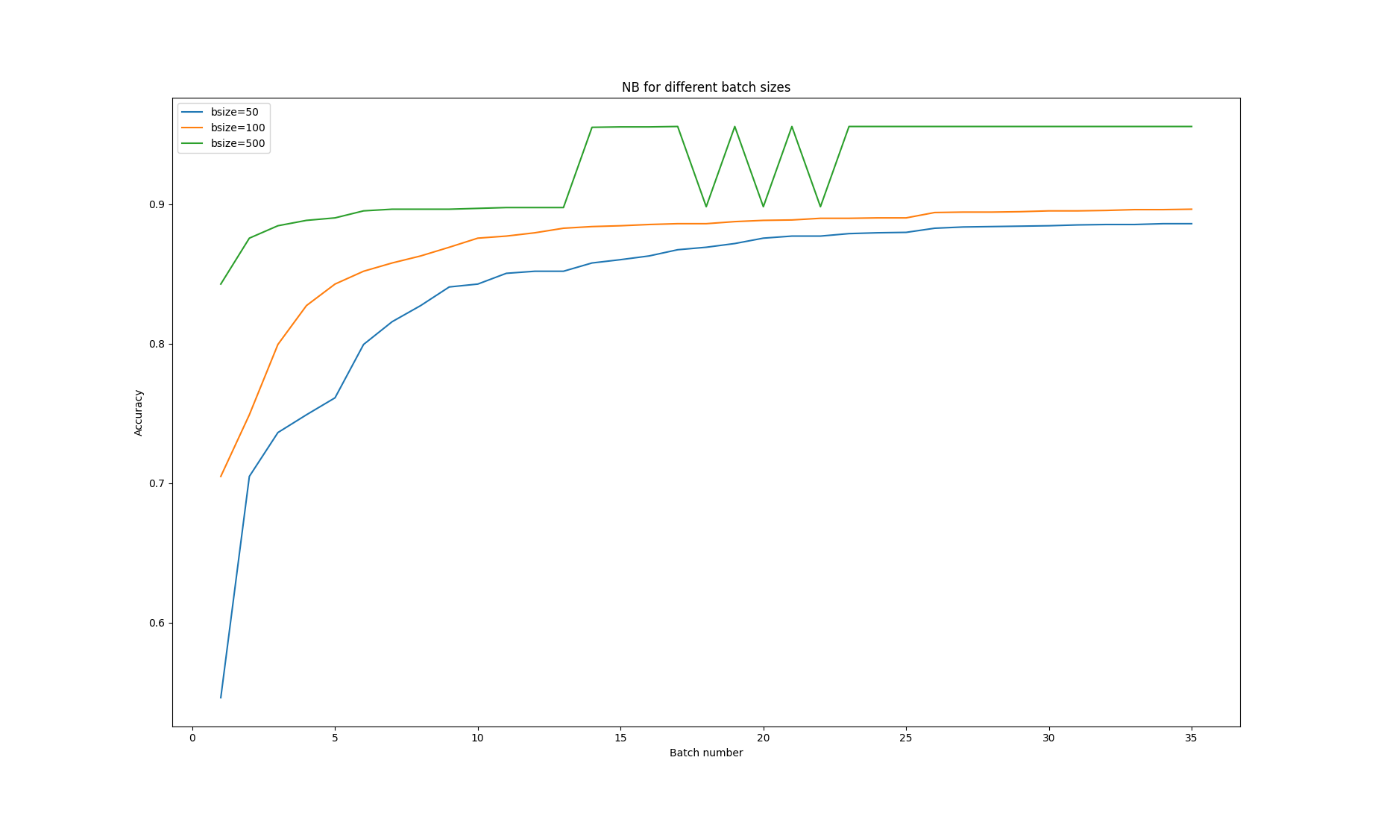 NB for different batch sizes
bsize=50
bsize=100
bsize=500
0.9
0.8
0.7
0.6
Accuracy
0 5 10 15 20 25 30 35
Batch number